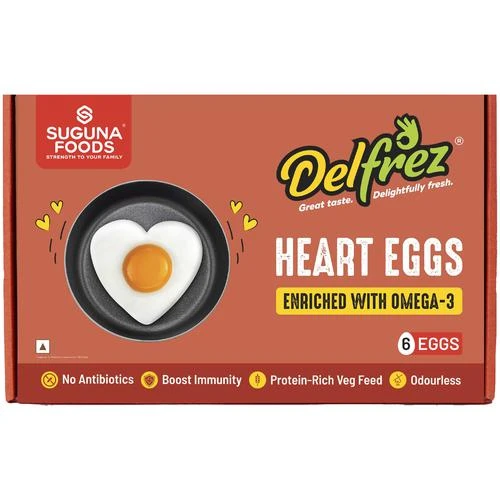 SUGUNA
FOODS
STRENGTH TO YOUR FAMILY
Delfrez®
Great taste. Delightfully fresh.
HEART EGGS
ENRICHED WITH OMEGA-3
6 EGGS
No Antibiotics Boost Immunity Protein-Rich Veg Feed Odourless